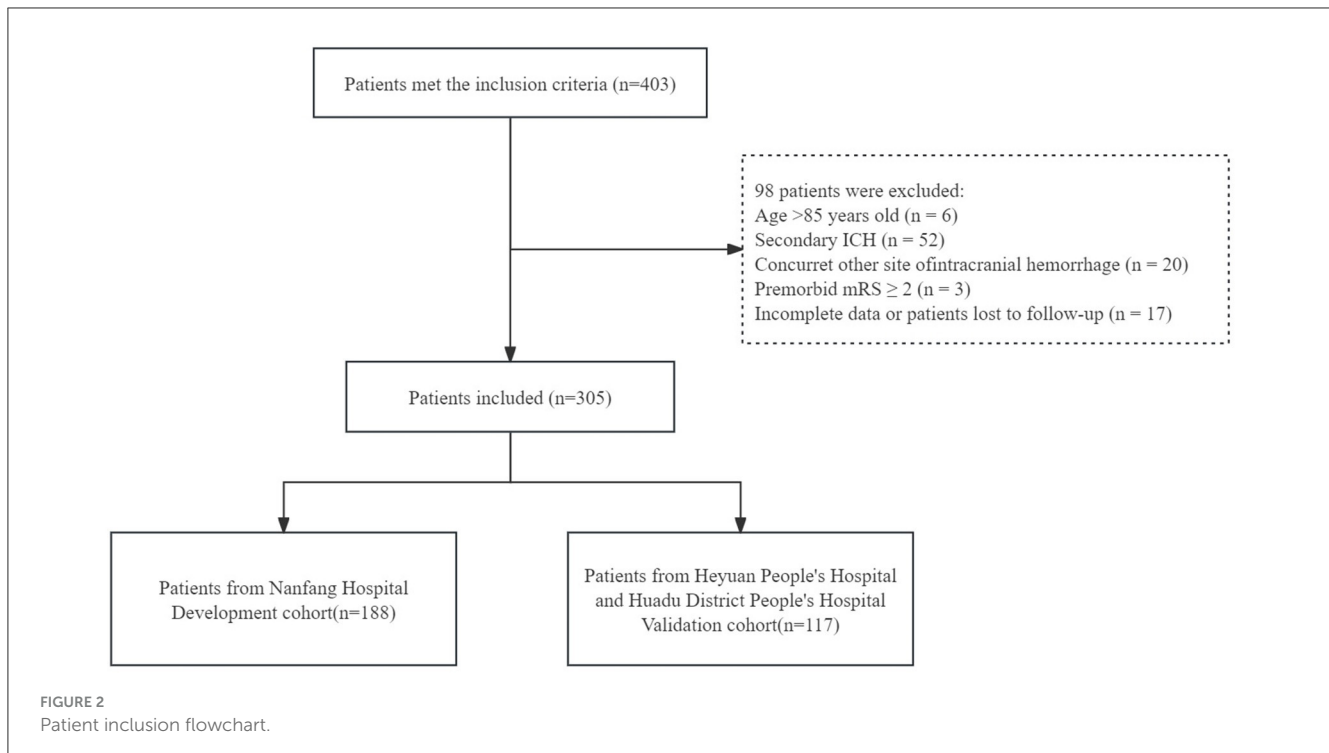 Patients met the inclusion criteria (n=403)
98 patients were excluded:
Age >85 years old (n = 6)
Secondary ICH (n = 52)
Concurret other site ofintracranial hemorrhage (n = 20)
Premorbid mRS ≥ 2 (n = 3)
Incomplete data or patients lost to follow-up (n = 17)
Patients included (n=305)
Patients from Nanfang Hospital
Development cohort(n=188)
Patients from Heyuan People's Hospital
and Huadu District People's Hospital
Validation cohort(n=117)
FIGURE 2
Patient inclusion flowchart.